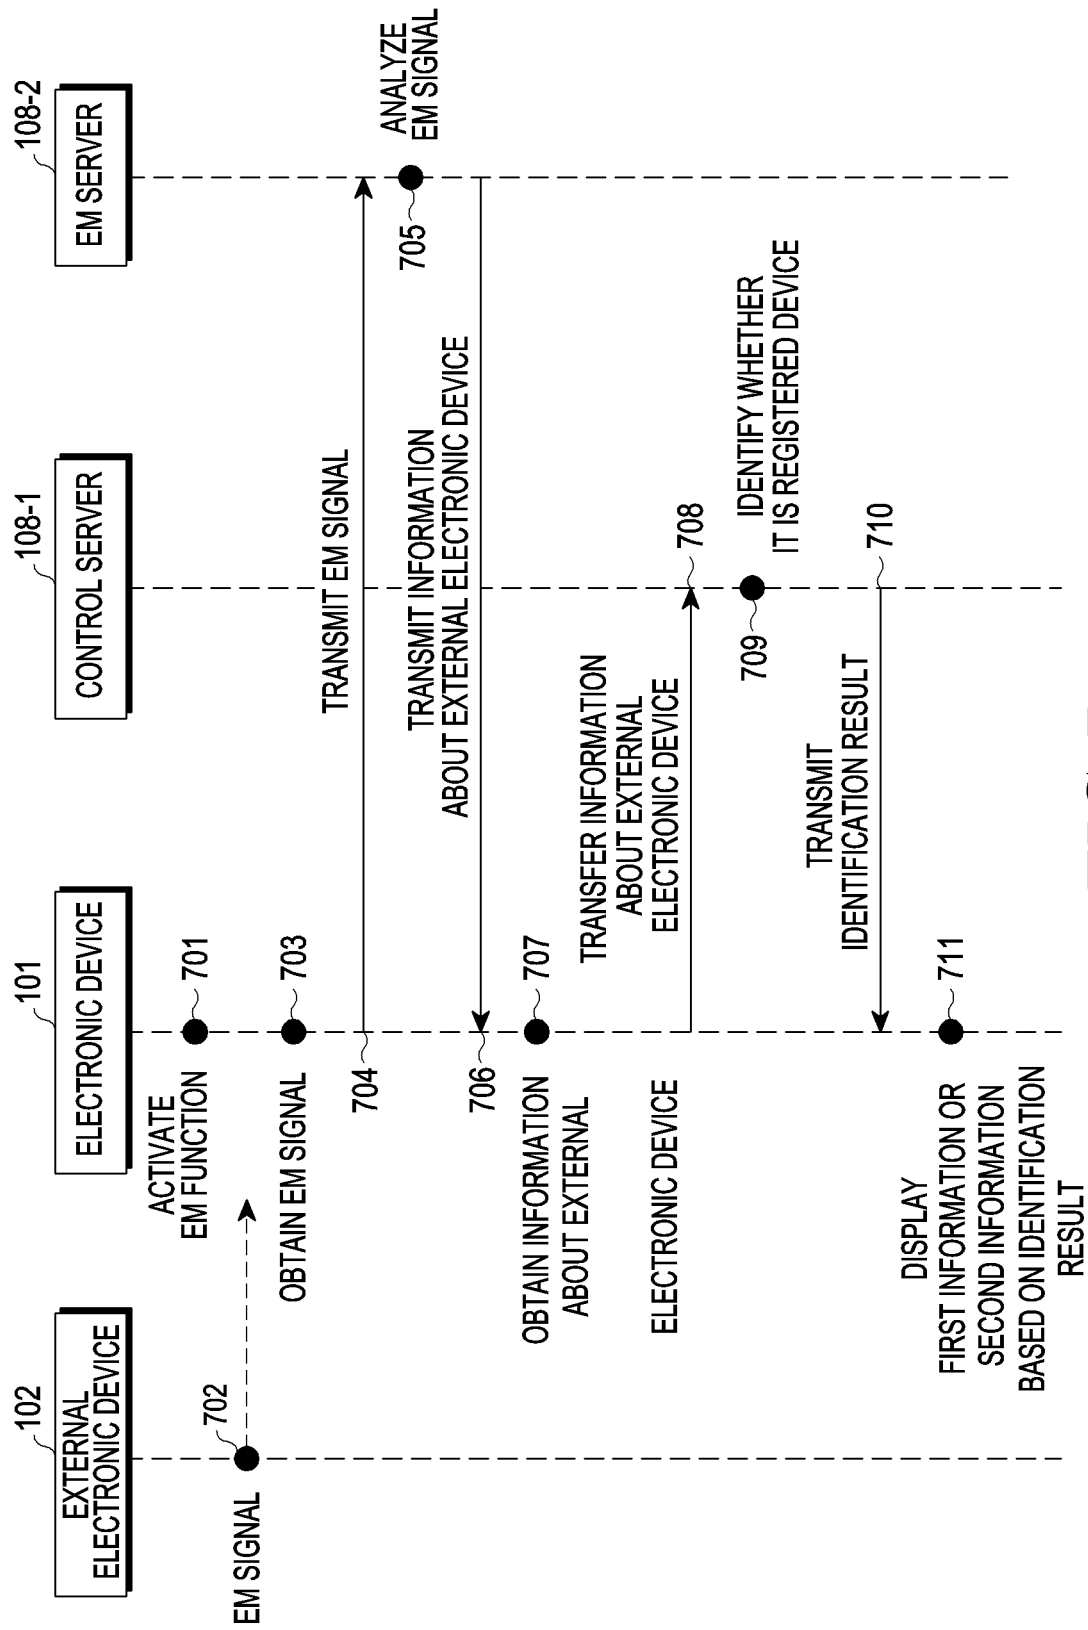 102
EXTERNAL
ELECTRONIC DEVICE
101
ELECTRONIC DEVICE
108-1
CONTROL SERVER
108-2
EM SERVER
ACTIVATE
EM FUNCTION
701
EM SIGNAL
702
OBTAIN EM SIGNAL
703
704
TRANSMIT EM SIGNAL
705
ANALYZE
EM SIGNAL
706
TRANSMIT INFORMATION
ABOUT EXTERNAL ELECTRONIC DEVICE
OBTAIN INFORMATION
ABOUT EXTERNAL
ELECTRONIC DEVICE
707
TRANSFER INFORMATION
ABOUT EXTERNAL
ELECTRONIC DEVICE
708
709
IDENTIFY WHETHER
IT IS REGISTERED DEVICE
TRANSMIT
IDENTIFICATION RESULT
710
DISPLAY
FIRST INFORMATION OR
SECOND INFORMATION
BASED ON IDENTIFICATION
RESULT
711